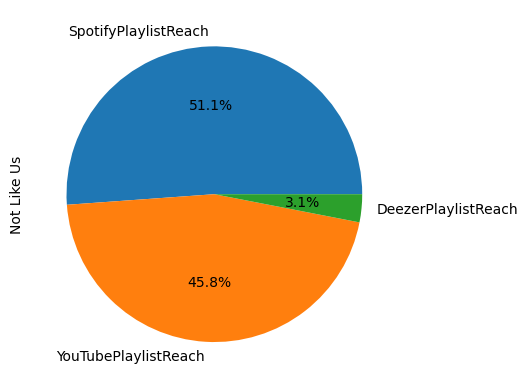 SpotifyPlaylistReach
51.1%
Not Like Us
3.1%
DeezerPlaylistReach
45.8%
YouTubePlaylistReach